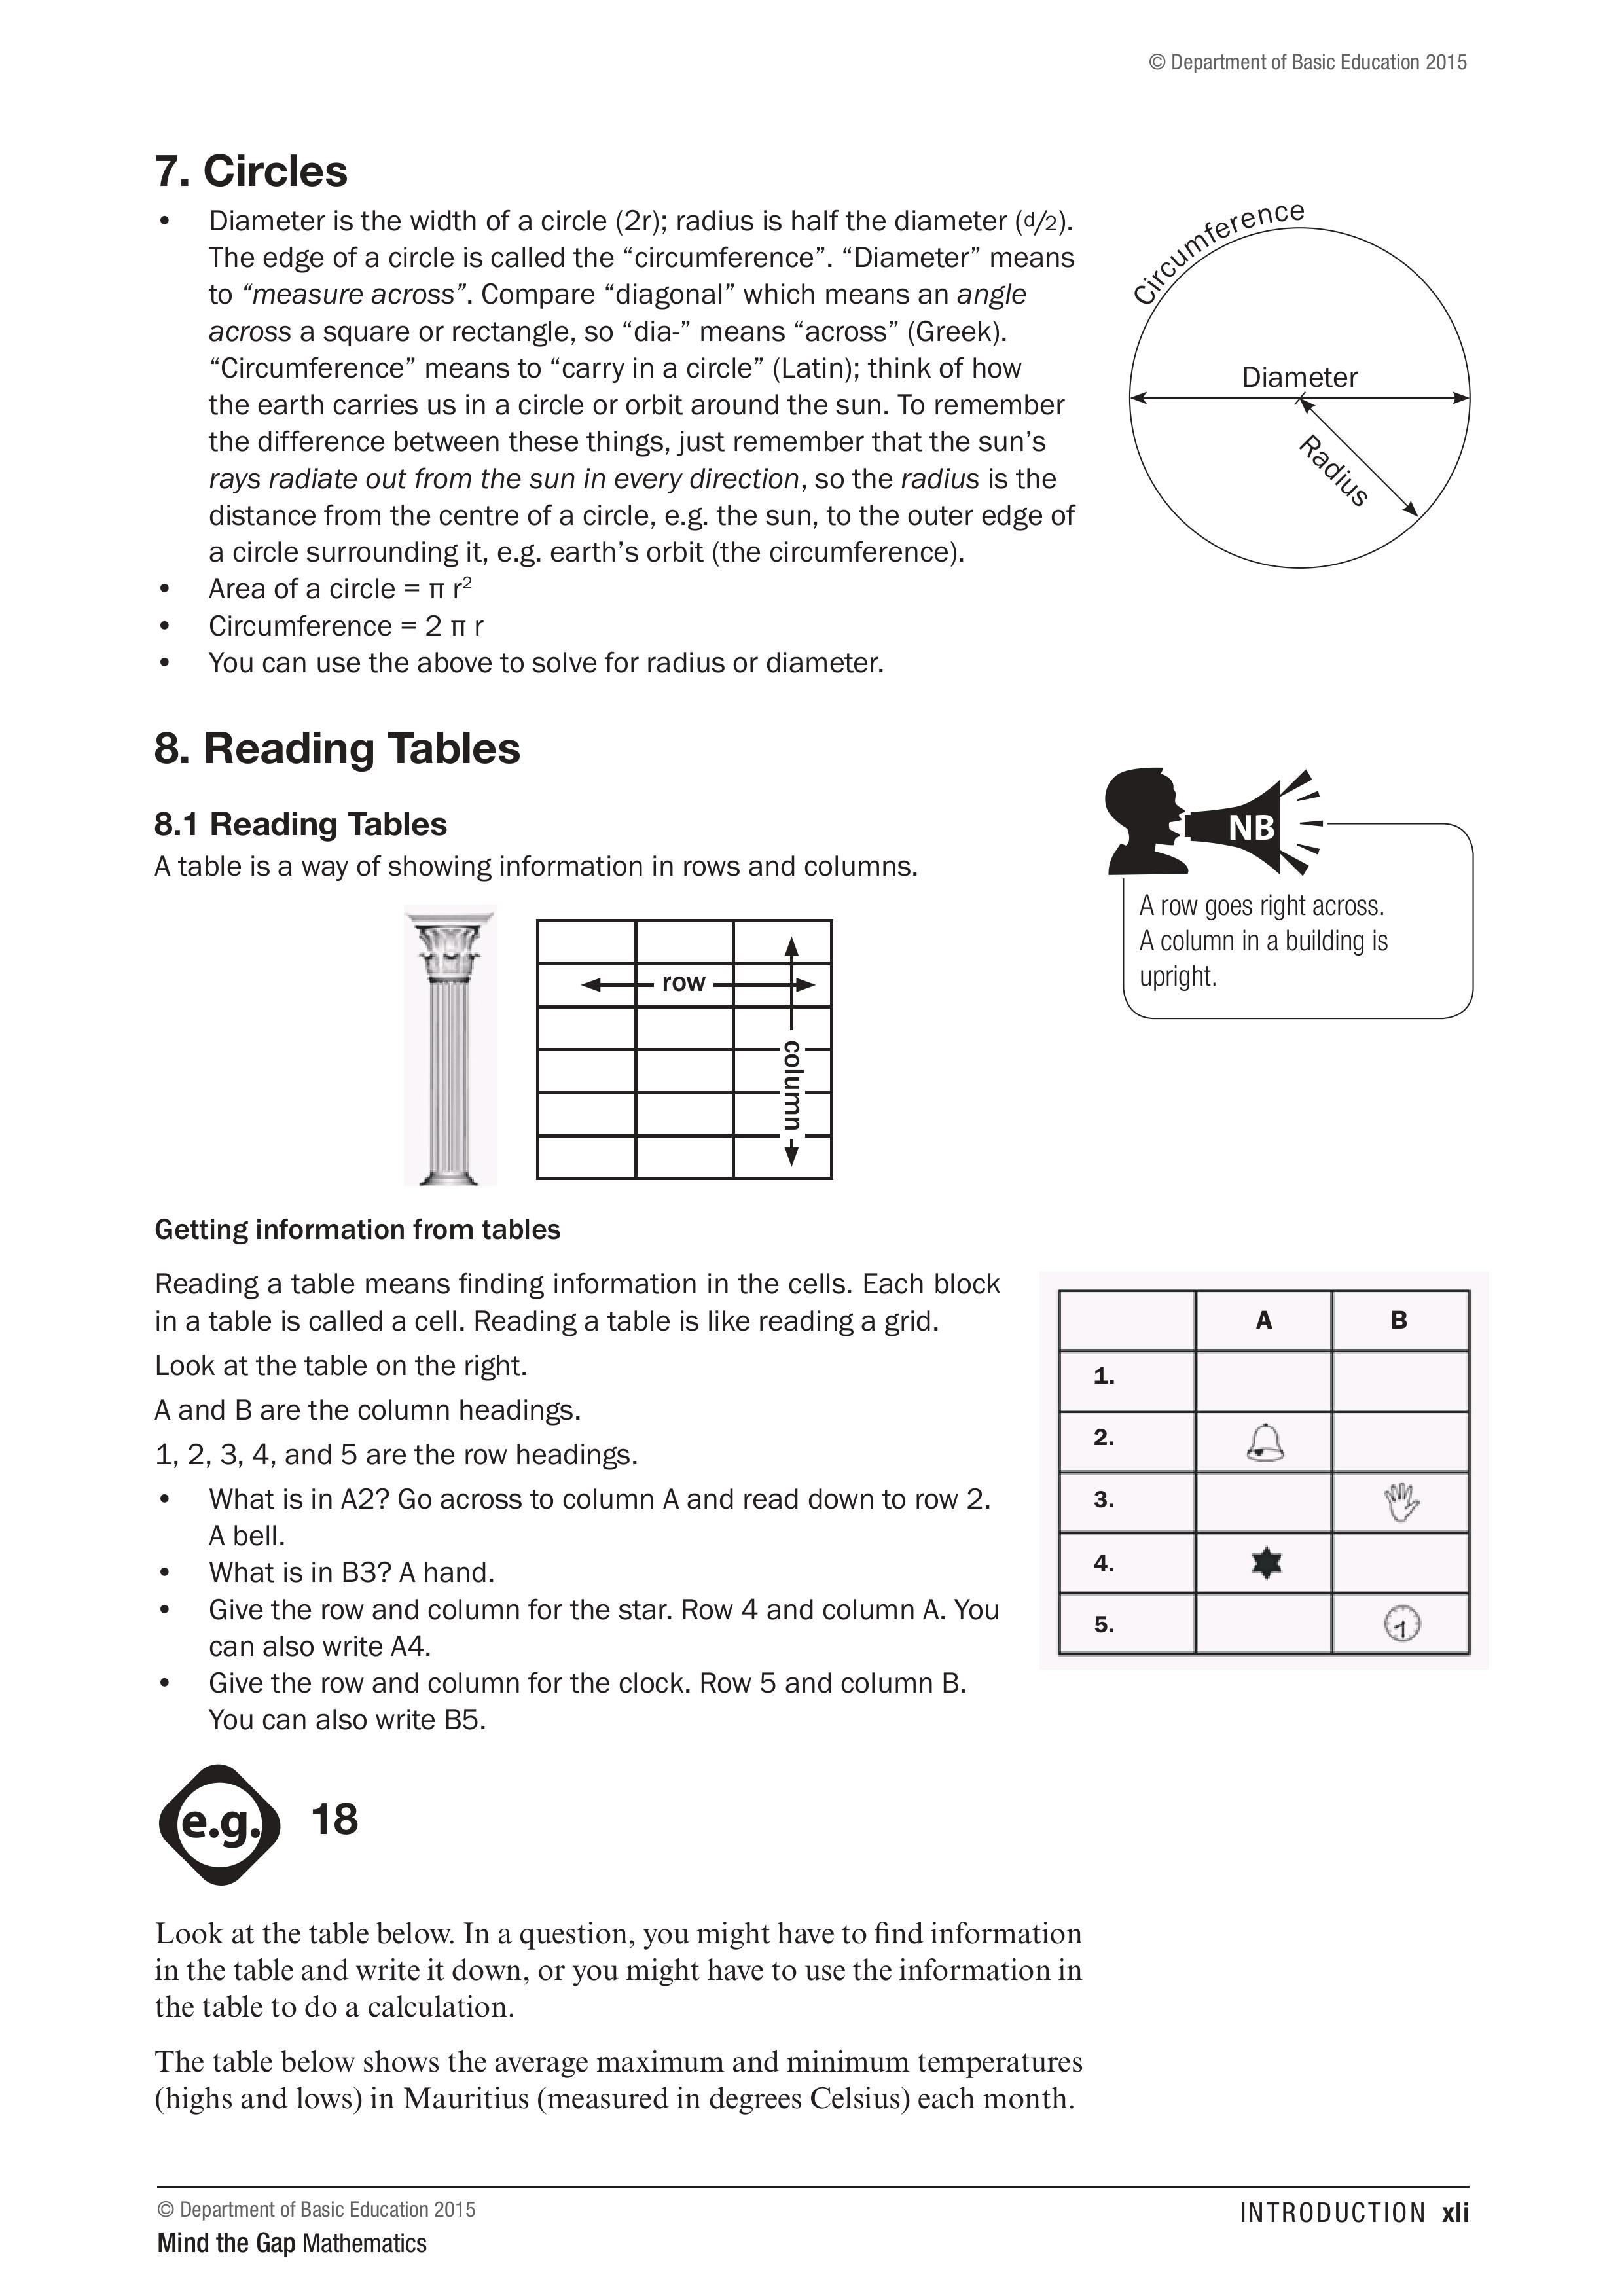 © Department of Basic Education 2015
7. Circles
• Diameter is the width of a circle (2r); radius is half the diameter (d/2).
The edge of a circle is called the “circumference”. “Diameter” means
to “measure across”. Compare “diagonal” which means an angle
across a square or rectangle, so “dia-” means “across” (Greek).
“Circumference” means to “carry in a circle” (Latin); think of how
the earth carries us in a circle or orbit around the sun. To remember
the difference between these things, just remember that the sun’s
rays radiate out from the sun in every direction, so the radius is the
distance from the centre of a circle, e.g. the sun, to the outer edge of
a circle surrounding it, e.g. earth’s orbit (the circumference).
• Area of a circle = π r²
• Circumference = 2 π r
• You can use the above to solve for radius or diameter.
Circumference
Diameter
Radius
8. Reading Tables
8.1 Reading Tables
A table is a way of showing information in rows and columns.
row
column
NB
A row goes right across.
A column in a building is
upright.
Getting information from tables
Reading a table means finding information in the cells. Each block
in a table is called a cell. Reading a table is like reading a grid.
Look at the table on the right.
A and B are the column headings.
1, 2, 3, 4, and 5 are the row headings.
• What is in A2? Go across to column A and read down to row 2.
A bell.
• What is in B3? A hand.
• Give the row and column for the star. Row 4 and column A. You
can also write A4.
• Give the row and column for the clock. Row 5 and column B.
You can also write B5.
A B
1.
2.
3.
4.
5.
e.g. 18
Look at the table below. In a question, you might have to find information
in the table and write it down, or you might have to use the information in
the table to do a calculation.
The table below shows the average maximum and minimum temperatures
(highs and lows) in Mauritius (measured in degrees Celsius) each month.
© Department of Basic Education 2015
Mind the Gap Mathematics
INTRODUCTION xli